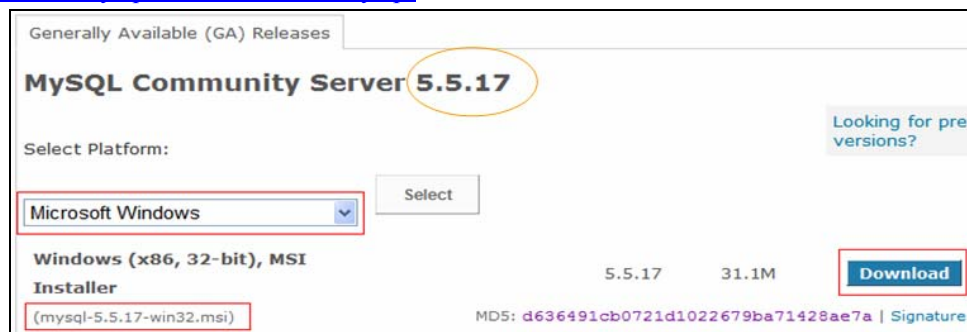 Generally Available (GA) Releases
MySQL Community Server 5.5.17
Looking for pre
versions?
Select Platform:
Select
Microsoft Windows
Windows (x86, 32-bit), MSI
Installer
5.5.17 31.1M Download
(mysql-5.5.17-win32.msi)
MD5: d636491cb0721d1022679ba71428ae7a | Signature